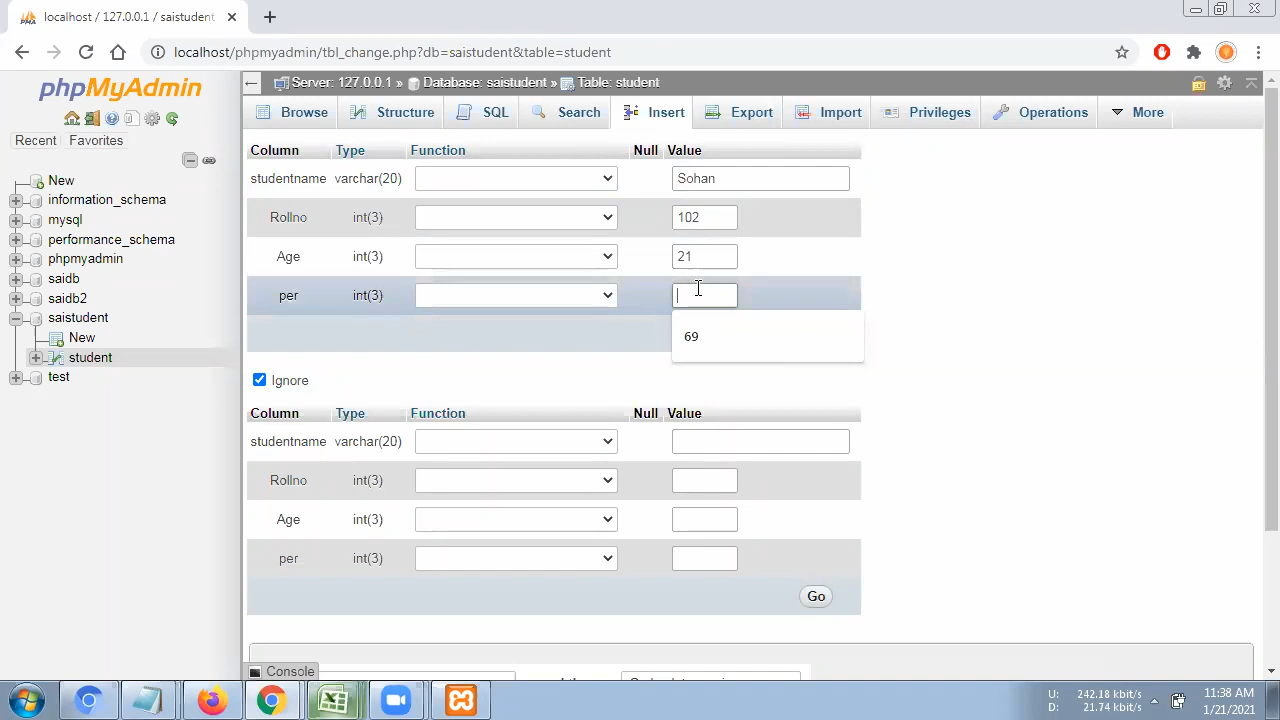 localhost / 127.0.0.1 / saistudent
localhost/phpmyadmin/tbl_change.php?db=saistudent&table=student
phpMyAdmin
Recent Favorites
New
information_schema
mysql
performance_schema
phpmyadmin
saidb
saidb2
saistudent
New
student
test
Server: 127.0.0.1 » Database: saistudent » Table: student
Browse Structure SQL Search Insert Export Import Privileges Operations More
Column Type Function Null Value
studentname varchar(20) Sohan
Rollno int(3) 102
Age int(3) 21
per int(3)
69
Ignore
Column Type Function Null Value
studentname varchar(20)
Rollno int(3)
Age int(3)
per int(3)
Go
Console
U: 242.18 kbit/s
D: 21.74 kbit/s
11:38 AM
1/21/2021